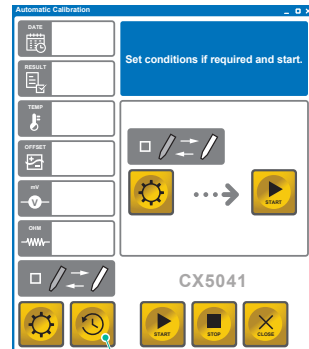 Automatic Calibration
DATE
Set conditions if required and start.
RESULT
TEMP
OFFSET
START
mV
V
OHM
CX5041
START
STOP
CLOSE